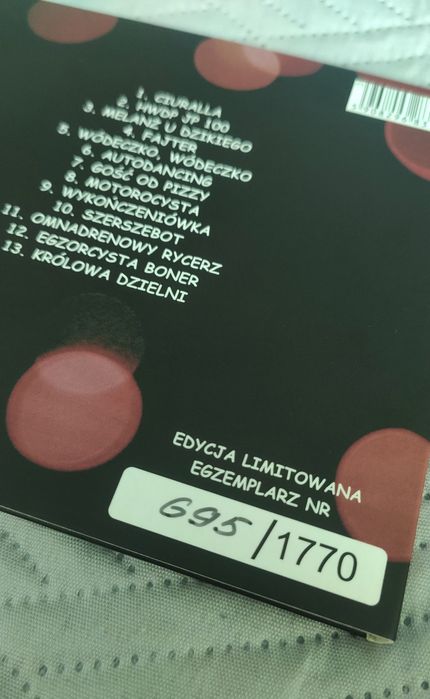 1. CIURALLA
2. HWDP JP 100
3. MELANŻ U DZIKIEGO
4. FAJTER
5. WÓDECZKO, WÓDECZKO
6. AUTODANCING
7. GOŚĆ OD PIZZY
8. MOTOROCYSTA
9. WYKOŃCZENIÓWKA
10. SZERSZEBOT
11. OMNADRENOWY RYCERZ
12. EGZORCYSTA BONER
13. KRÓLOWA DZIELNI
EDYCJA LIMITOWANA
EGZEMPLARZ NR
695/1770